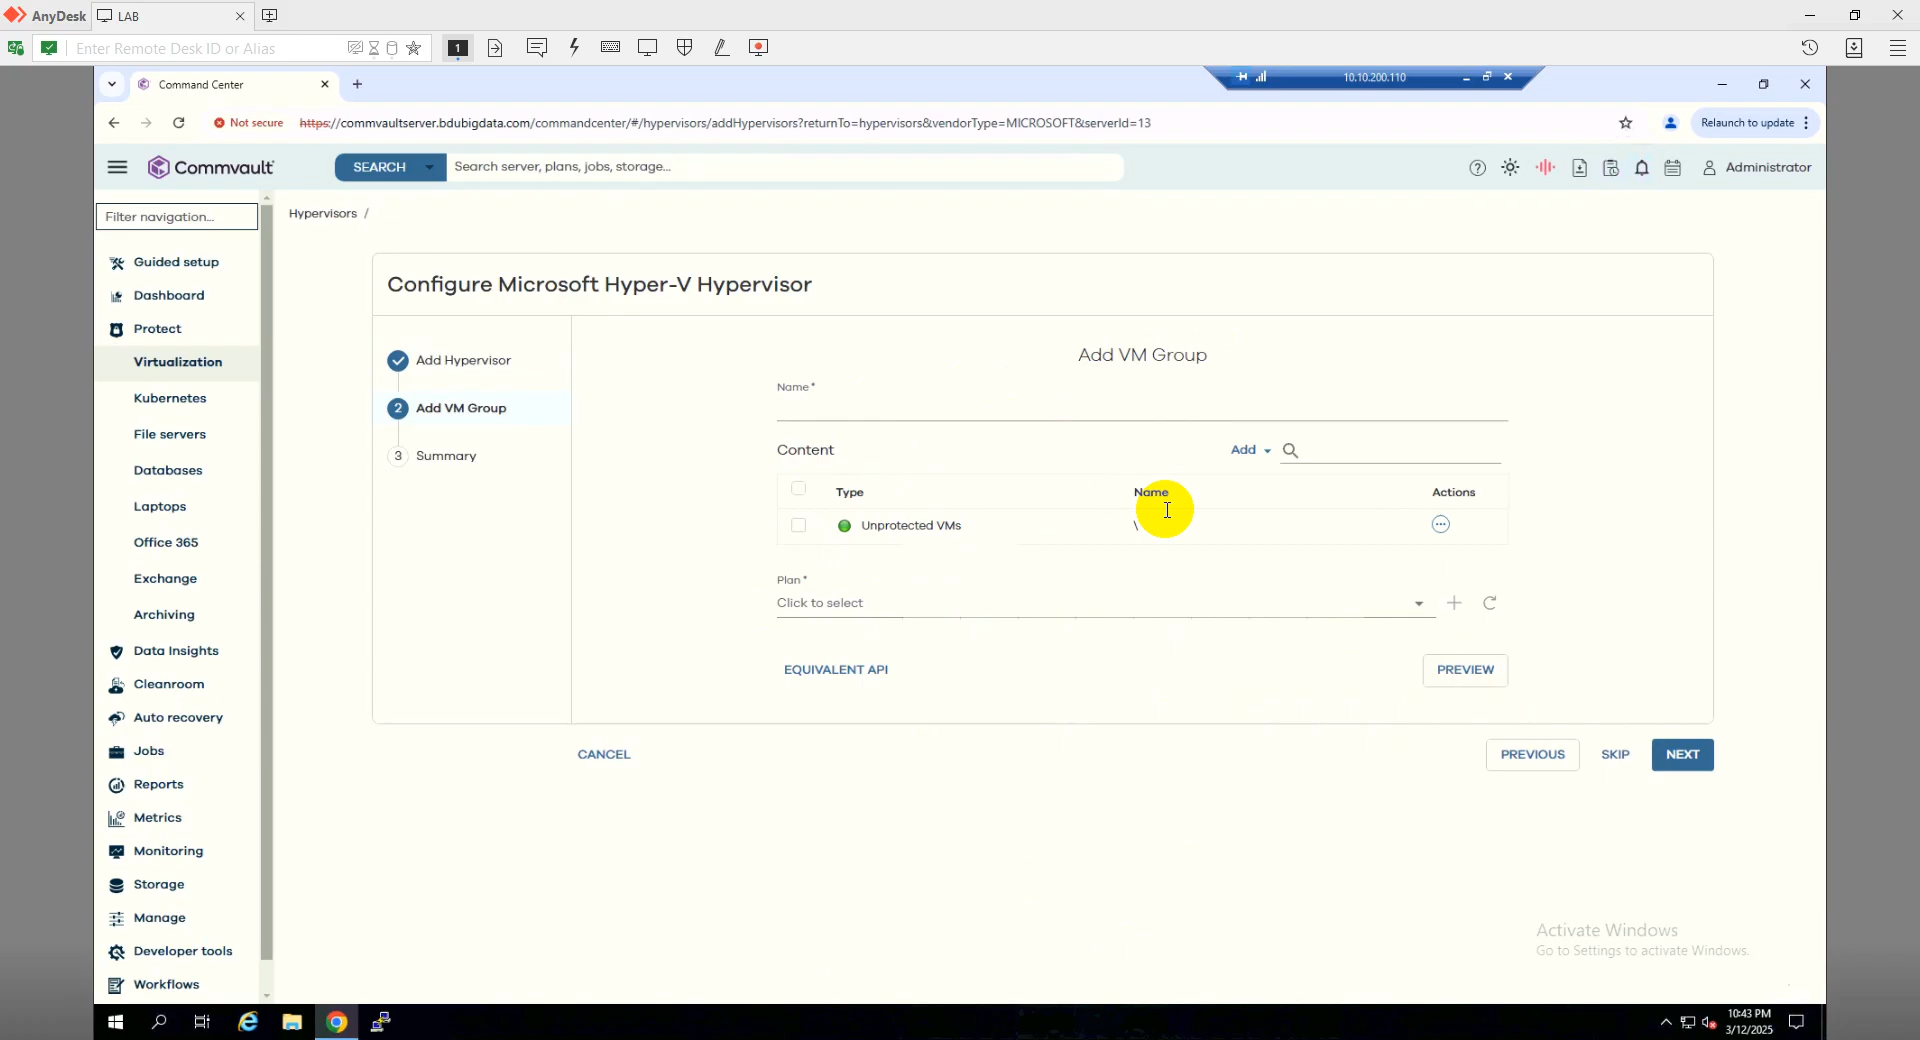 AnyDesk
LAB
Enter Remote Desk ID or Alias
1
Command Center
10.10.200.110
Not secure
https://commvaultserver.bdubigdata.com/commandcenter/#/hypervisors/addHypervisors?returnTo=hypervisors&vendorType=MICROSOFT&serverId=13
Relaunch to update
Commvault
SEARCH
Search server, plans, jobs, storage...
Administrator
Filter navigation...
Hypervisors /
Guided setup
Dashboard
Protect
Virtualization
Kubernetes
File servers
Databases
Laptops
Office 365
Exchange
Archiving
Data Insights
Cleanroom
Auto recovery
Jobs
Reports
Metrics
Monitoring
Storage
Manage
Developer tools
Workflows
Configure Microsoft Hyper-V Hypervisor
Add Hypervisor
2 Add VM Group
3 Summary
Add VM Group
Name*
Content
Add
Type Name Actions
Unprotected VMs \
Plan*
Click to select
EQUIVALENT API
PREVIEW
CANCEL
PREVIOUS
SKIP
NEXT
Activate Windows
Go to Settings to activate Windows.
10:43 PM
3/12/2025